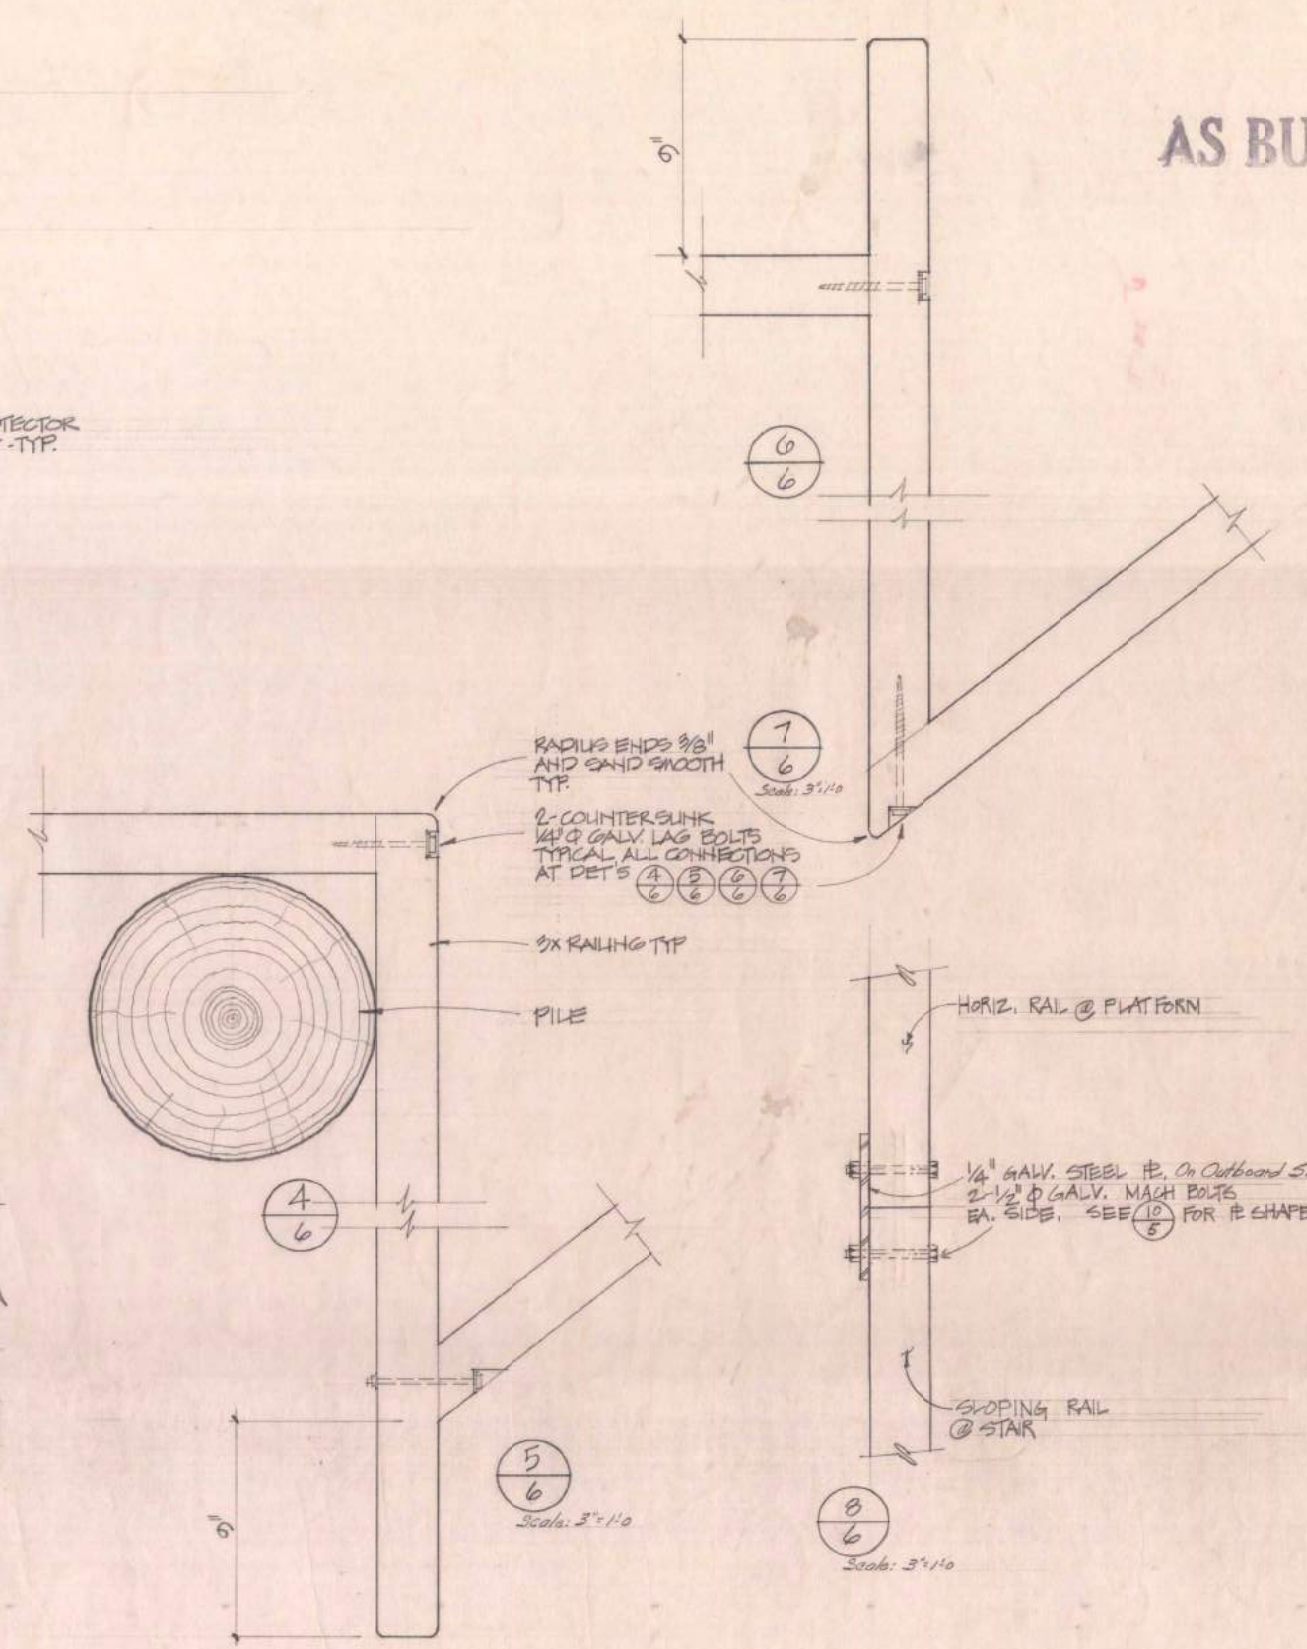 AS BU
9"
TECTOR
-TYP.
6
6
RADIUS ENDS 3/8"
AND SAND SMOOTH
TYP.
7
6
Scale: 3"=1'-0
2-COUNTERSUNK
1/4" Φ GALV. LAG BOLTS
TYPICAL ALL CONNECTIONS
AT DET'S 4/6 5/6 6/6 7/6
3X RAILING TYP
PILE
HORIZ. RAIL @ PLATFORM
4
6
1/4" GALV. STEEL PL, On Outboard S
2-1/2" Φ GALV. MACH BOLTS
EA. SIDE. SEE 10/5 FOR PL SHAPE
SLOPING RAIL
@ STAIR
5
6
Scale: 3"=1'-0
9"
8
6
Scale: 3"=1'-0